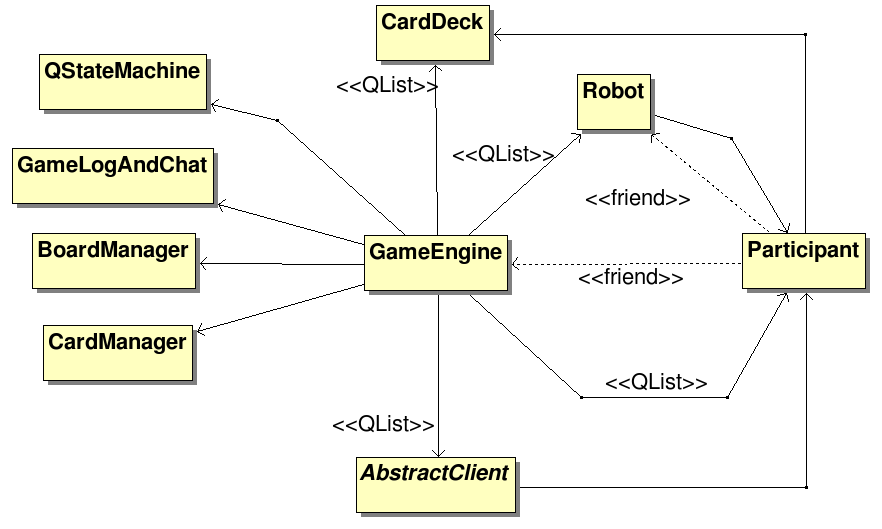 CardDeck
QStateMachine
<<QList>>
Robot
GameLogAndChat
<<QList>>
<<friend>>
BoardManager
GameEngine
Participant
<<friend>>
CardManager
<<QList>>
<<QList>>
AbstractClient